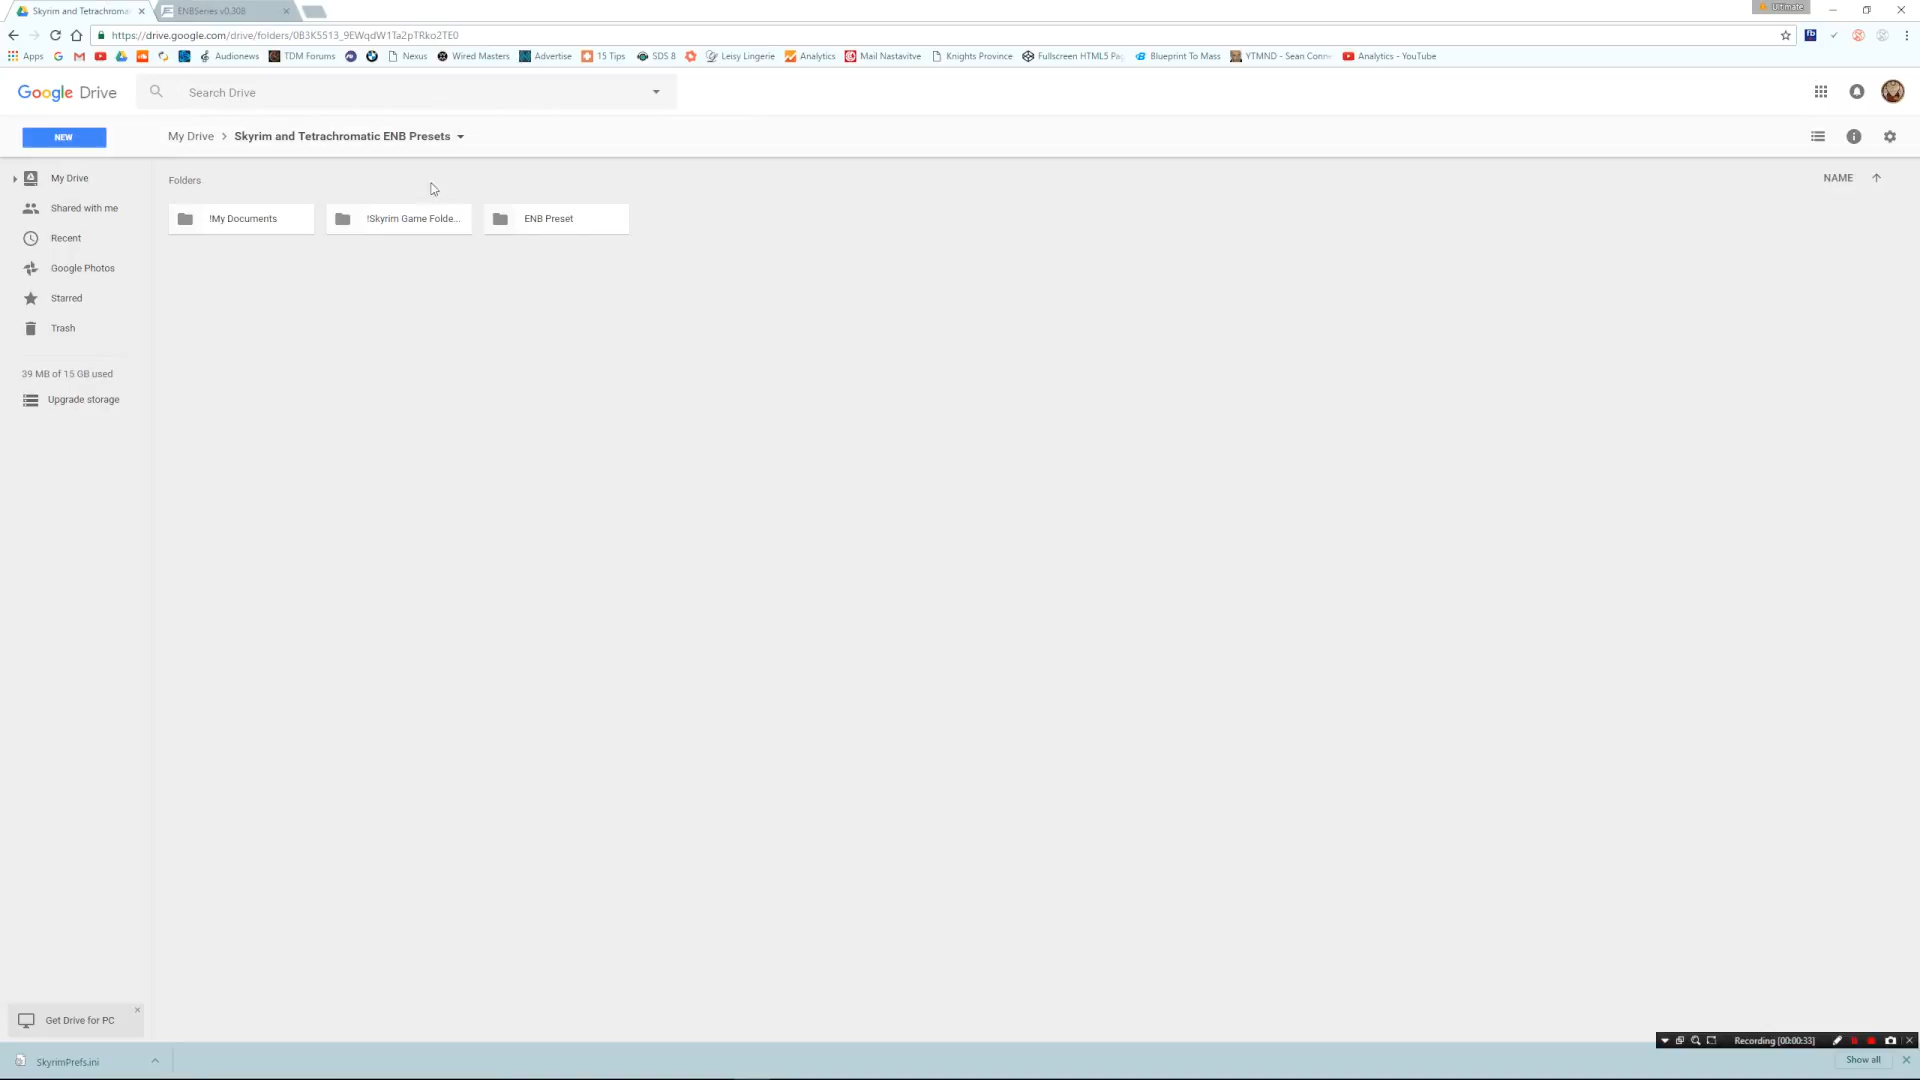 Skyrim and Tetrachroma
ENBSeries v0.308
Ultimate
https://drive.google.com/drive/folders/0B3K5513_9EWqdW1Ta2pTRko2TE0
Apps
Audionews
TDM Forums
Nexus
Wired Masters
Advertise
15 Tips
SDS 8
Leisy Lingerie
Analytics
Mail Nastavitve
Knights Province
Fullscreen HTML5 Pag
Blueprint To Mass
YTMND - Sean Conn
Analytics - YouTube
Google Drive
Search Drive
NEW
My Drive > Skyrim and Tetrachromatic ENB Presets
My Drive
Shared with me
Recent
Google Photos
Starred
Trash
39 MB of 15 GB used
Upgrade storage
Folders
NAME
!My Documents
!Skyrim Game Folde...
ENB Preset
Get Drive for PC
Recording [00:00:33]
SkyrimPrefs.ini
Show all